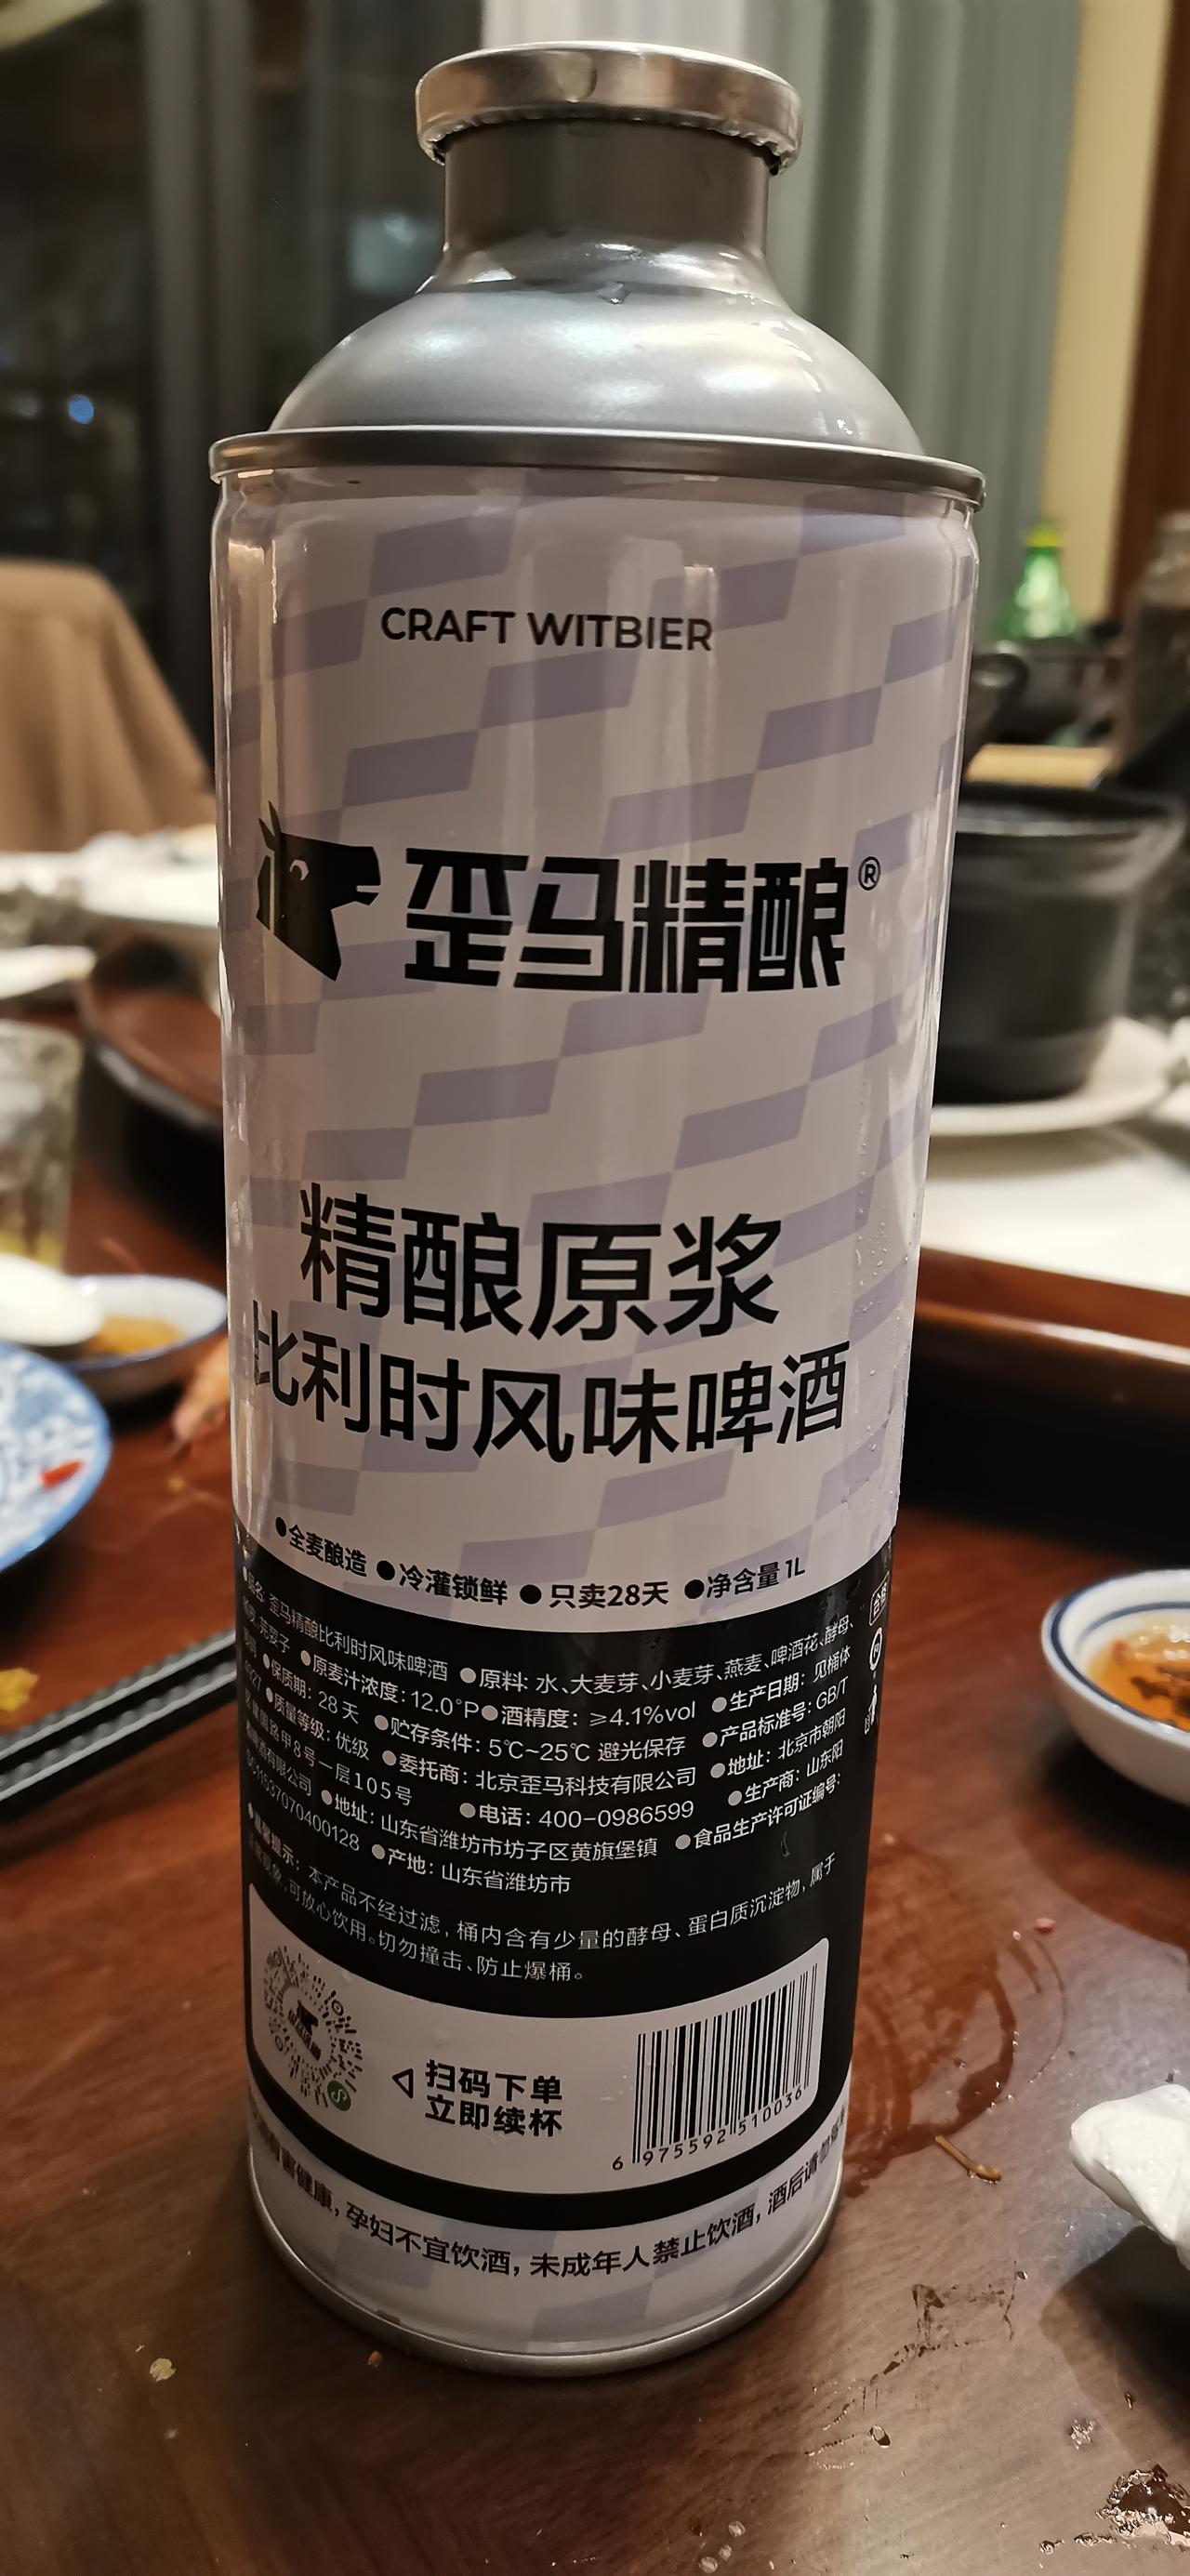 CRAFT WITBIER
歪马精酿®
精酿原浆
比利时风味啤酒
●全麦酿造 ●冷灌锁鲜 ●只卖28天 ●净含量1L
品名: 歪马精酿比利时风味啤酒 ●原料: 水、大麦芽、小麦芽、燕麦、啤酒花、酵母、
芫荽子 ●原麦汁浓度: 12.0°P ●酒精度: ≥4.1%vol ●生产日期: 见桶体
●保质期: 28天 ●贮存条件: 5℃~25℃ 避光保存 ●产品标准号: GB/T
4927 ●质量等级: 优级 ●委托商: 北京歪马科技有限公司 ●地址: 北京市朝阳
路甲8号一层105号 ●电话: 400-0986599 ●生产商: 山东阳
有限公司 ●地址: 山东省潍坊市坊子区黄旗堡镇 ●食品生产许可证编号:
11537070400128 ●产地: 山东省潍坊市
提示: 本产品不经过滤, 桶内含有少量的酵母、蛋白质沉淀物, 属于
可放心饮用。切勿撞击、防止爆桶。
扫码下单
立即续杯
6 975592 510036
有害健康, 孕妇不宜饮酒, 未成年人禁止饮酒, 酒后请勿